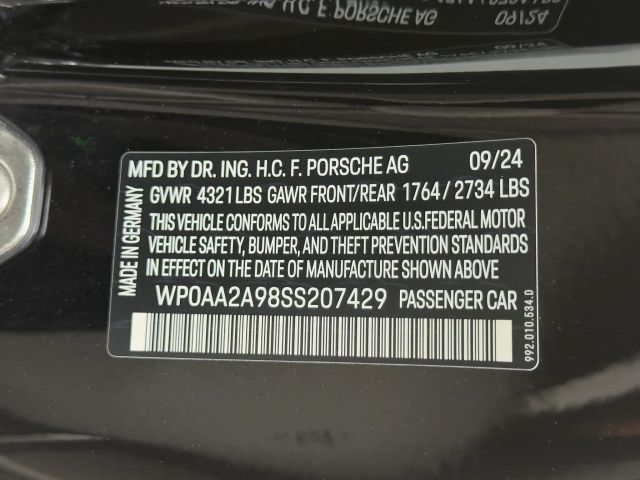 MFD BY DR. ING. H.C. F. PORSCHE AG 09/24
GVWR 4321 LBS GAWR FRONT/REAR 1764 / 2734 LBS
THIS VEHICLE CONFORMS TO ALL APPLICABLE U.S.FEDERAL MOTOR
VEHICLE SAFETY, BUMPER, AND THEFT PREVENTION STANDARDS
IN EFFECT ON THE DATE OF MANUFACTURE SHOWN ABOVE
WP0AA2A98SS207429 PASSENGER CAR
MADE IN GERMANY
992.010.534.D